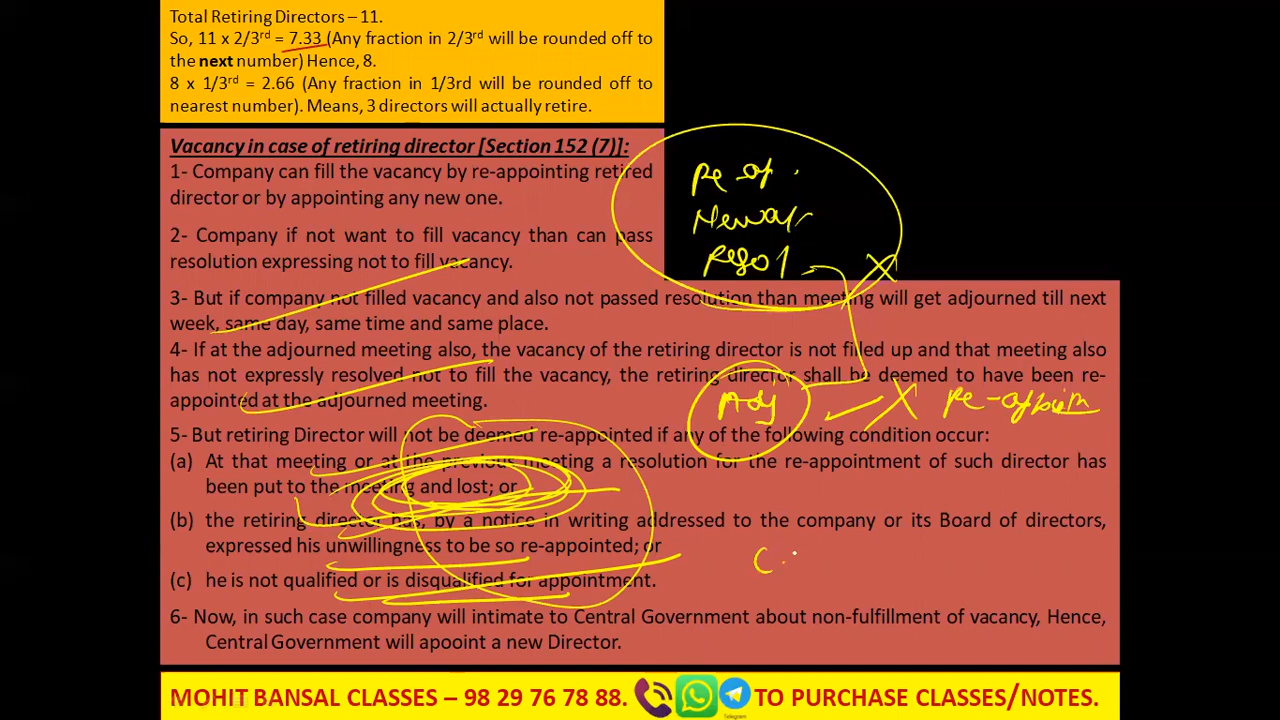 Total Retiring Directors – 11.
So, 11 x 2/3rd = 7.33 (Any fraction in 2/3rd will be rounded off to
the next number) Hence, 8.
8 x 1/3rd = 2.66 (Any fraction in 1/3rd will be rounded off to
nearest number). Means, 3 directors will actually retire.
Vacancy in case of retiring director [Section 152 (7)]:
1- Company can fill the vacancy by re-appointing retired
director or by appointing any new one.
2- Company if not want to fill vacancy than can pass
resolution expressing not to fill vacancy.
3- But if company not filled vacancy and also not passed resolution than meeting will get adjourned till next
week, same day, same time and same place.
4- If at the adjourned meeting also, the vacancy of the retiring director is not filled up and that meeting also
has not expressly resolved not to fill the vacancy, the retiring director shall be deemed to have been re-
appointed at the adjourned meeting.
5- But retiring Director will not be deemed re-appointed if any of the following condition occur:
(a) At that meeting or at the previous meeting a resolution for the re-appointment of such director has
been put to the meeting and lost; or
(b) the retiring director has, by a notice in writing addressed to the company or its Board of directors,
expressed his unwillingness to be so re-appointed; or
(c) he is not qualified or is disqualified for appointment.
6- Now, in such case company will intimate to Central Government about non-fulfillment of vacancy, Hence,
Central Government will apooint a new Director.
Re-ap
Resol
Adj
Re-appoin
MOHIT BANSAL CLASSES – 98 29 76 78 88. TO PURCHASE CLASSES/NOTES.
Telegram